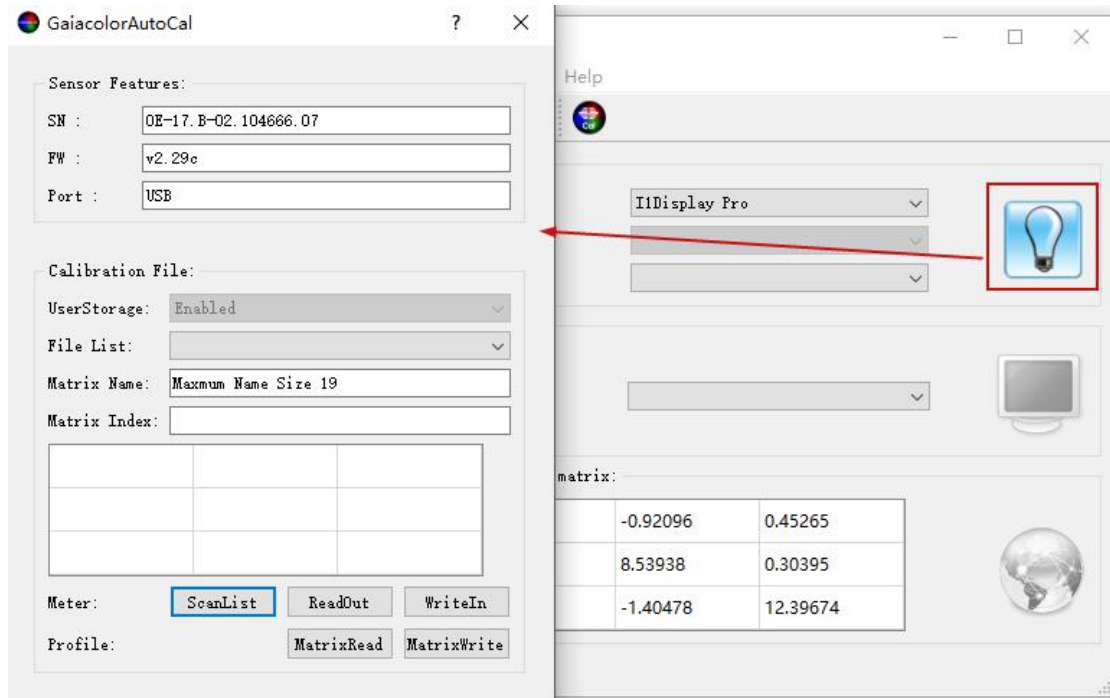 GaiacolorAutoCal
?
Sensor Features:
SN : OE-17.B-02.104666.07
FW : v2.29c
Port : USB
Calibration File:
UserStorage: Enabled
File List:
Matrix Name: Maxmum Name Size 19
Matrix Index:
Meter: ScanList ReadOut WriteIn
Profile: MatrixRead MatrixWrite
Help
Cal
I1Display Pro
matrix:
-0.92096 0.45265
8.53938 0.30395
-1.40478 12.39674